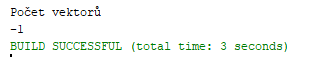 Počet vektorů
-1
BUILD SUCCESSFUL (total time: 3 seconds)